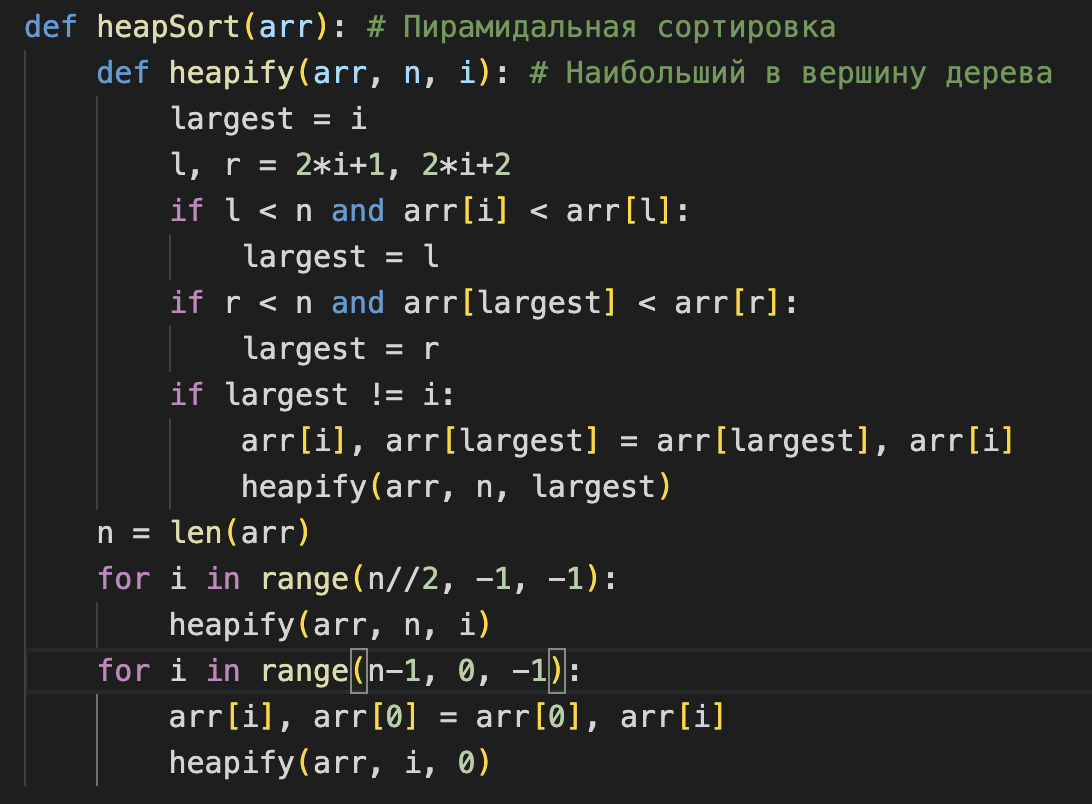 def heapSort(arr): # Пирамидальная сортировка
    def heapify(arr, n, i): # Наибольший в вершину дерева
        largest = i
        l, r = 2*i+1, 2*i+2
        if l < n and arr[i] < arr[l]:
            largest = l
        if r < n and arr[largest] < arr[r]:
            largest = r
        if largest != i:
            arr[i], arr[largest] = arr[largest], arr[i]
            heapify(arr, n, largest)
    n = len(arr)
    for i in range(n//2, -1, -1):
        heapify(arr, n, i)
    for i in range(n-1, 0, -1):
        arr[i], arr[0] = arr[0], arr[i]
        heapify(arr, i, 0)